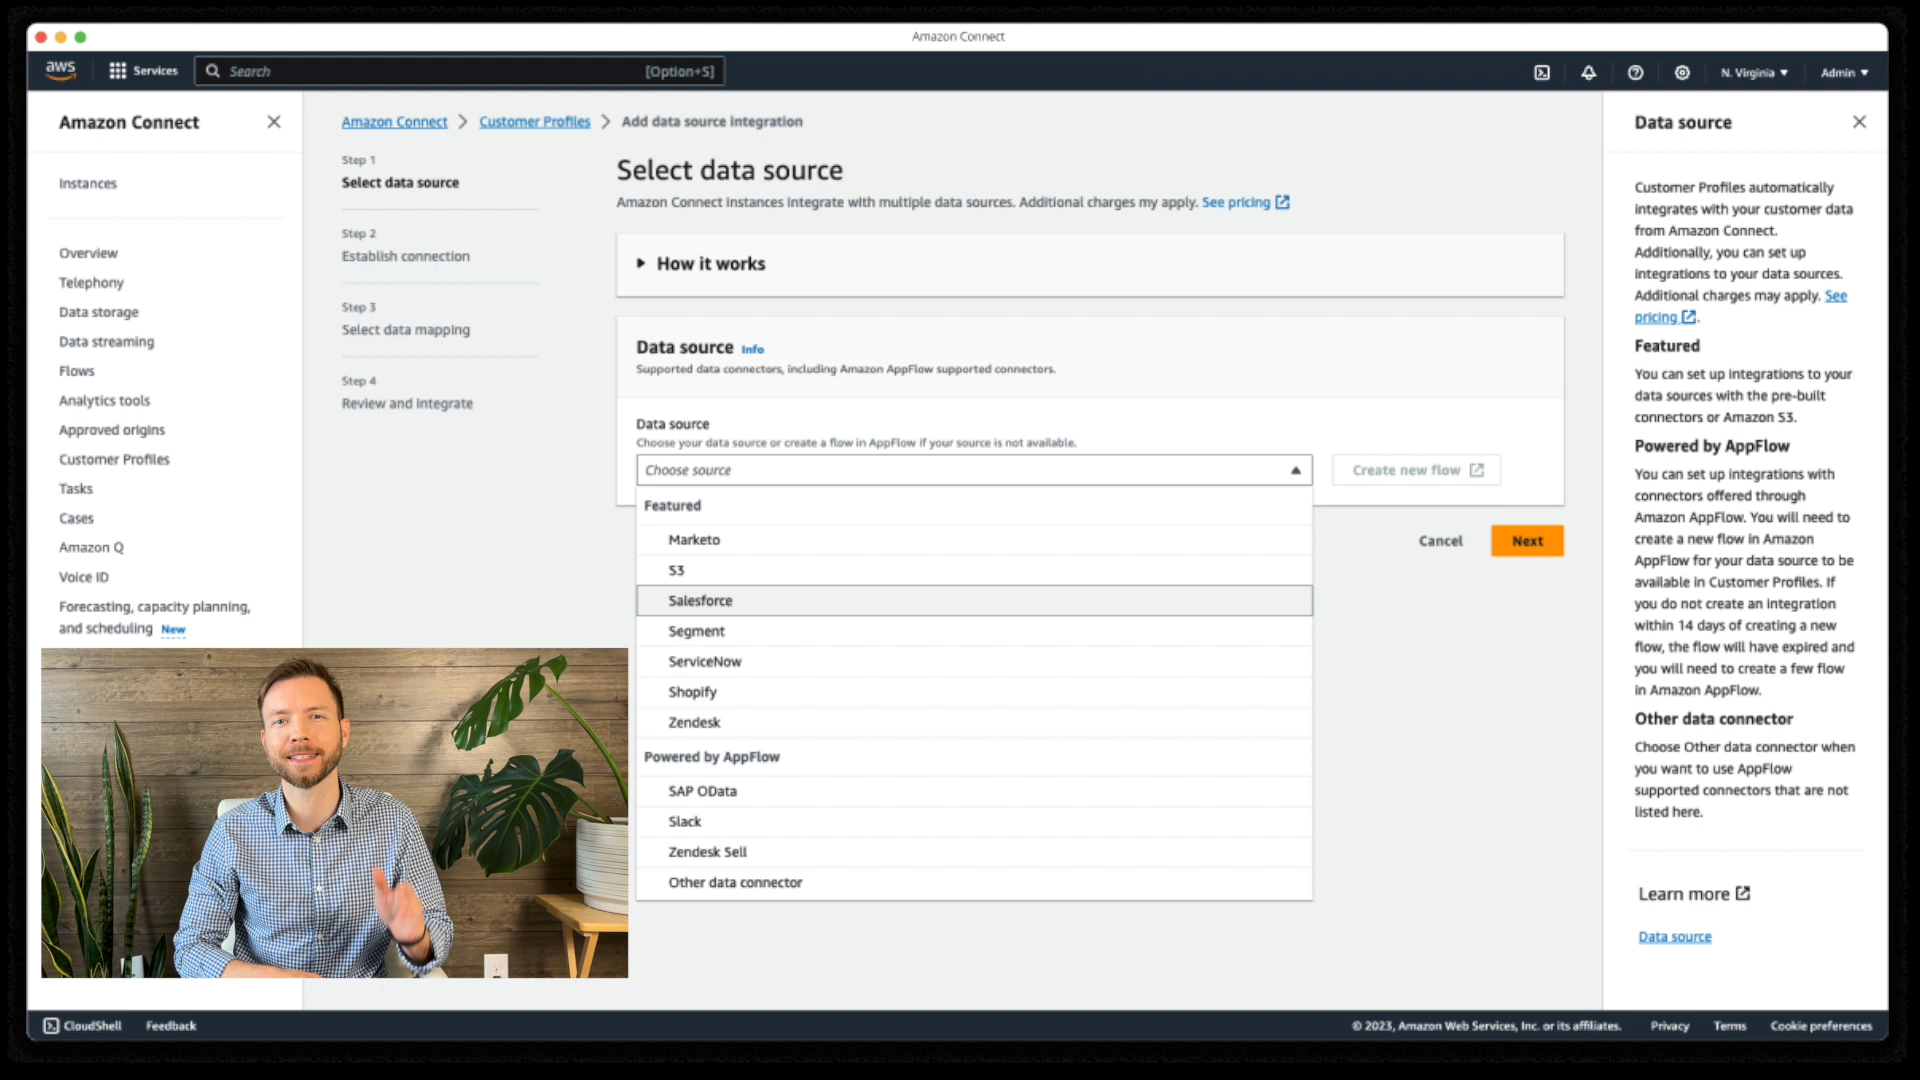 Amazon Connect
aws
Services
Search
[Option+S]
N. Virginia
Admin
Amazon Connect
Instances
Overview
Telephony
Data storage
Data streaming
Flows
Analytics tools
Approved origins
Customer Profiles
Tasks
Cases
Amazon Q
Voice ID
Forecasting, capacity planning,
and scheduling New
Amazon Connect
Customer Profiles
Add data source integration
Step 1
Select data source
Step 2
Establish connection
Step 3
Select data mapping
Step 4
Review and integrate
Select data source
Amazon Connect instances integrate with multiple data sources. Additional charges my apply. See pricing
How it works
Data source Info
Supported data connectors, including Amazon AppFlow supported connectors.
Data source
Choose your data source or create a flow in AppFlow if your source is not available.
Choose source
Create new flow
Featured
Marketo
S3
Salesforce
Segment
ServiceNow
Shopify
Zendesk
Powered by AppFlow
SAP OData
Slack
Zendesk Sell
Other data connector
Cancel
Next
Data source
Customer Profiles automatically
integrates with your customer data
from Amazon Connect.
Additionally, you can set up
integrations to your data sources.
Additional charges may apply. See
pricing.
Featured
You can set up integrations to your
data sources with the pre-built
connectors or Amazon S3.
Powered by AppFlow
You can set up integrations with
connectors offered through
Amazon AppFlow. You will need to
create a new flow in Amazon
AppFlow for your data source to be
available in Customer Profiles. If
you do not create an integration
within 14 days of creating a new
flow, the flow will have expired and
you will need to create a few flow
in Amazon AppFlow.
Other data connector
Choose Other data connector when
you want to use AppFlow
supported connectors that are not
listed here.
Learn more
Data source
CloudShell
Feedback
© 2023, Amazon Web Services, Inc. or its affiliates.
Privacy
Terms
Cookie preferences